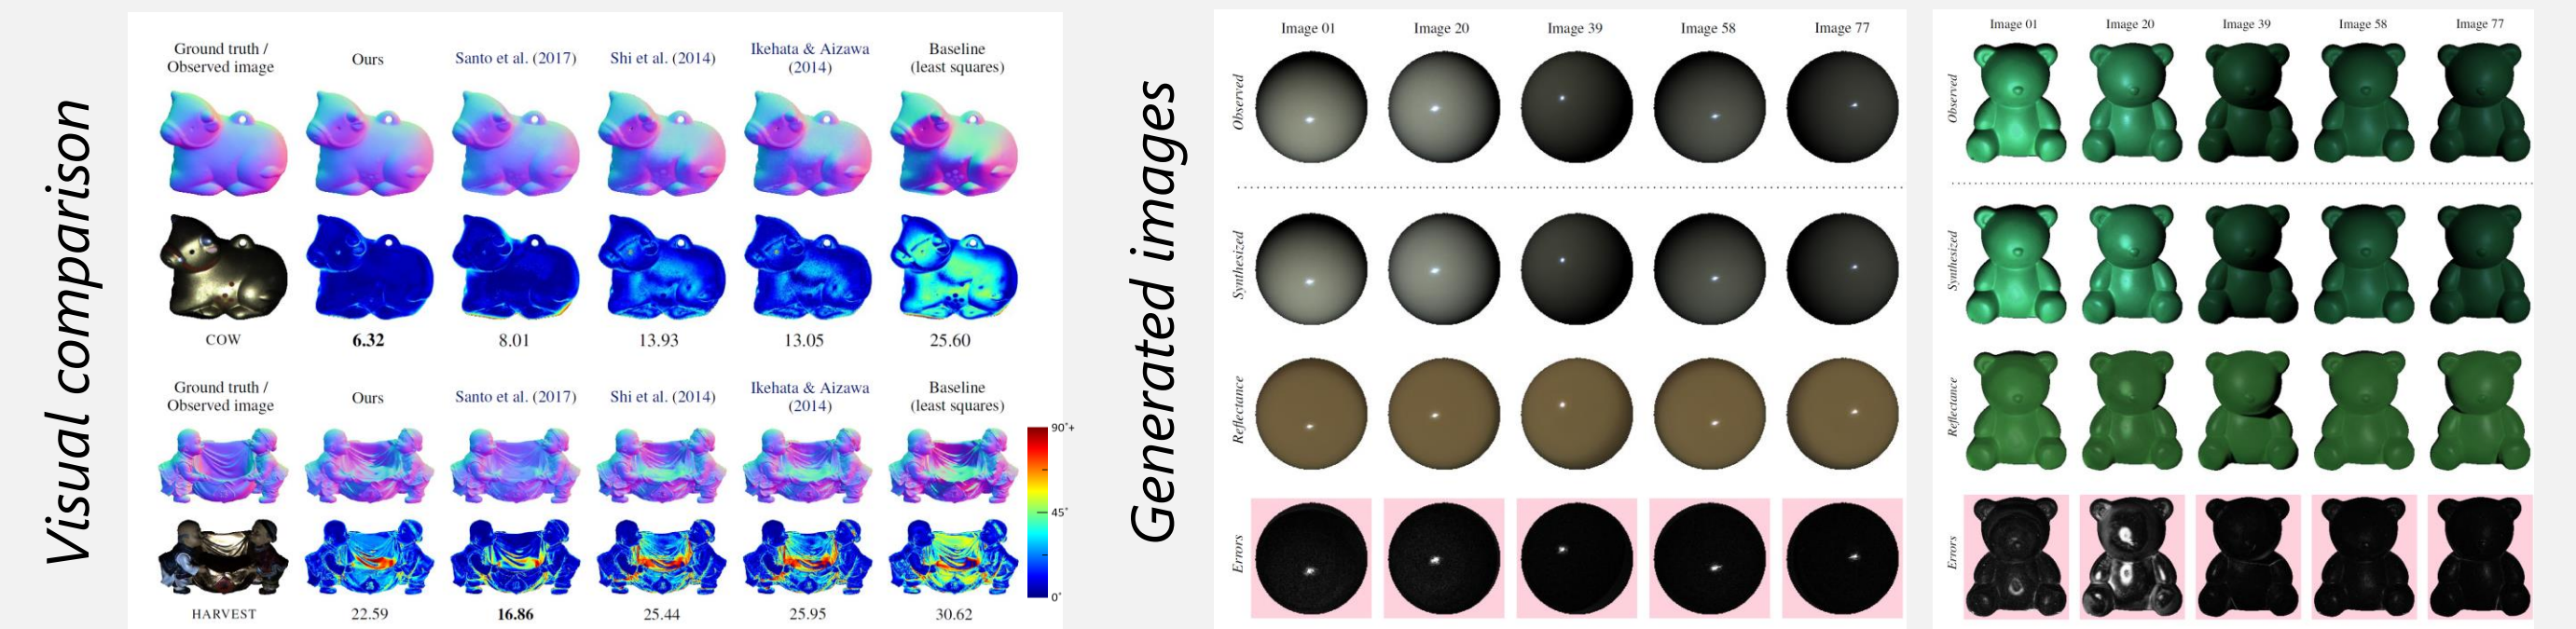 Visual comparison
Ground truth / Observed image
Ours
Santo et al. (2017)
Shi et al. (2014)
Ikehata & Aizawa (2014)
Baseline (least squares)
COW
6.32
8.01
13.93
13.05
25.60
Ground truth / Observed image
Ours
Santo et al. (2017)
Shi et al. (2014)
Ikehata & Aizawa (2014)
Baseline (least squares)
90°+
45°
0°
HARVEST
22.59
16.86
25.44
25.95
30.62
Generated images
Image 01
Image 20
Image 39
Image 58
Image 77
Observed
Synthesized
Reflectance
Errors
Image 01
Image 20
Image 39
Image 58
Image 77
Observed
Synthesized
Reflectance
Errors